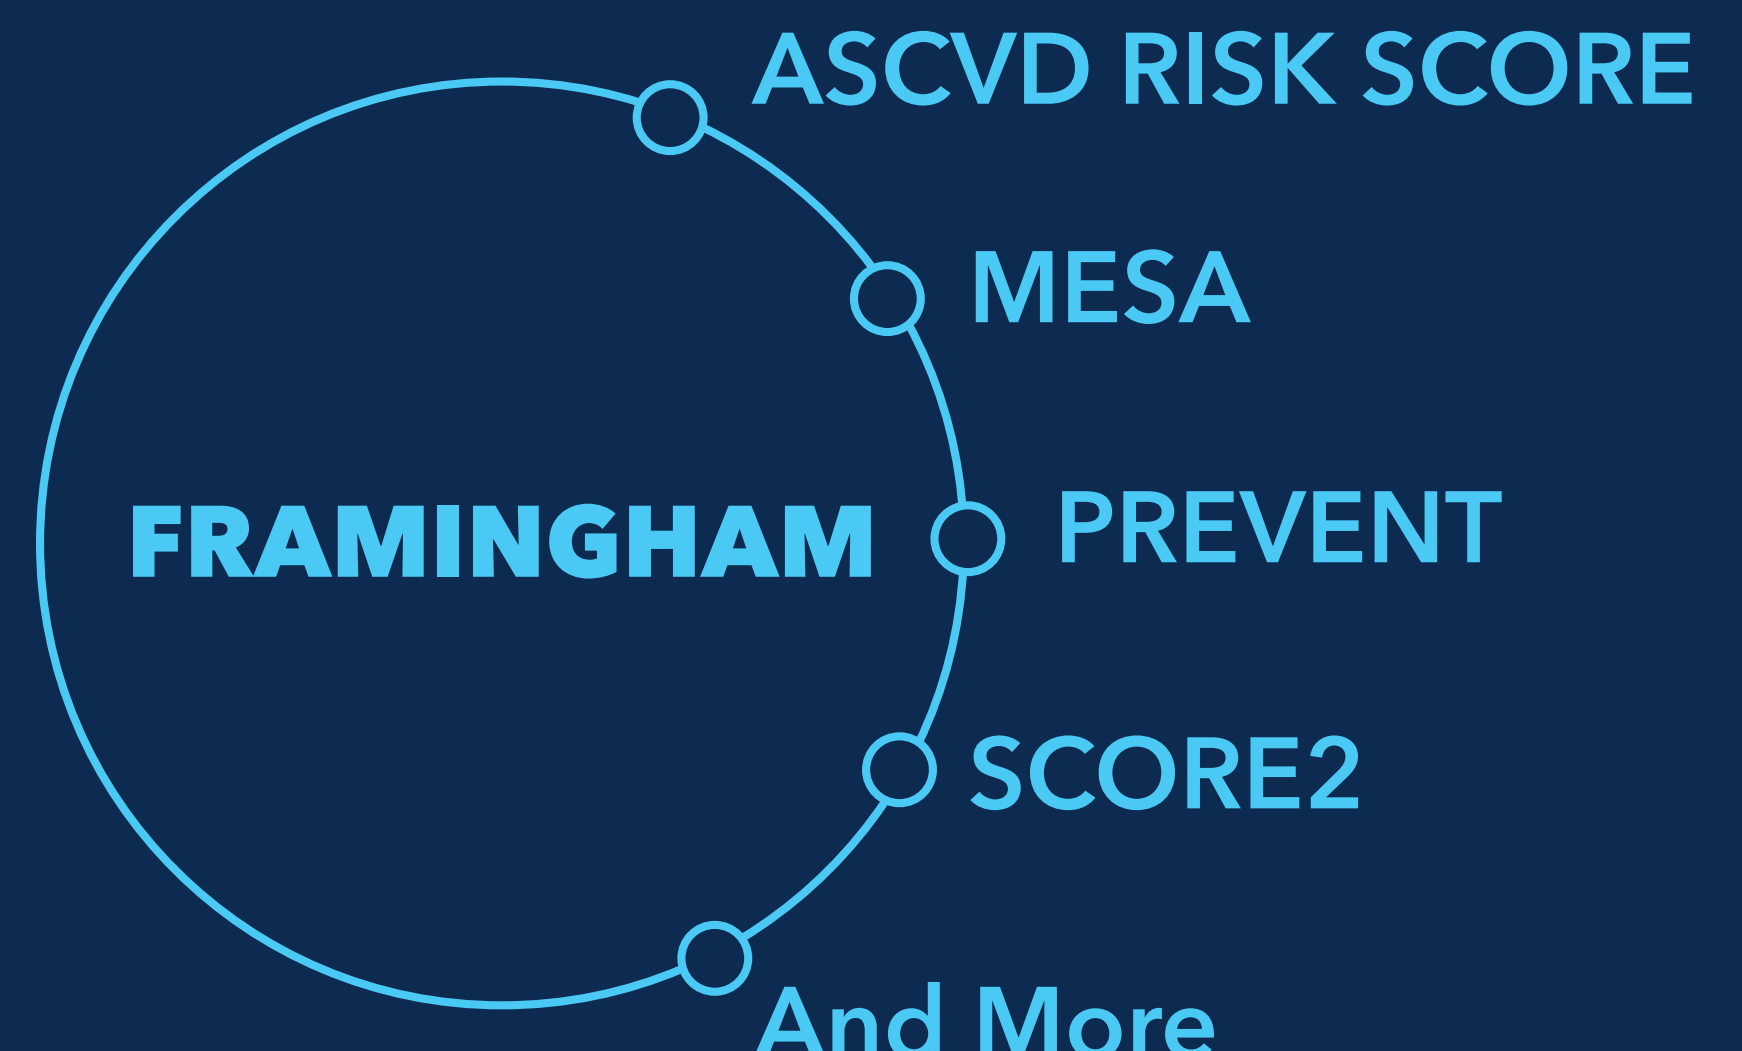 ASCVD RISK SCORE
MESA
FRAMINGHAM
PREVENT
SCORE2
And More